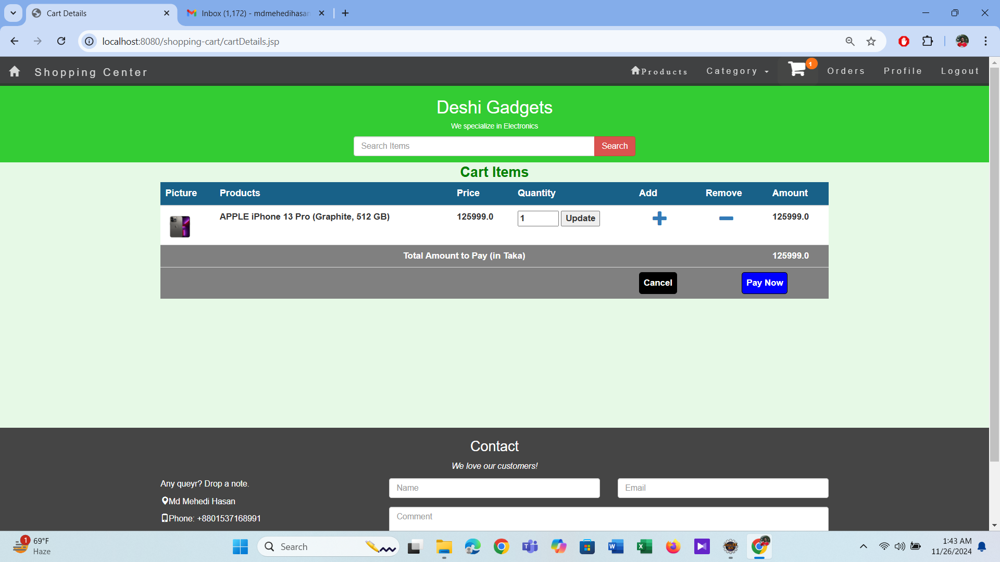 Cart Details
Inbox (1,172) - mdmehedihasan
localhost:8080/shopping-cart/cartDetails.jsp
Shopping Center
Products
Category
1
Orders
Profile
Logout
Deshi Gadgets
We specialize in Electronics
Search Items
Search
Cart Items
Picture Products Price Quantity Add Remove Amount
APPLE iPhone 13 Pro (Graphite, 512 GB) 125999.0 1 Update 125999.0
Total Amount to Pay (in Taka) 125999.0
Cancel Pay Now
Contact
We love our customers!
Any queyr? Drop a note.
Md Mehedi Hasan
Phone: +8801537168991
Name
Email
Comment
1
69°F
Haze
Search
1:43 AM
11/26/2024